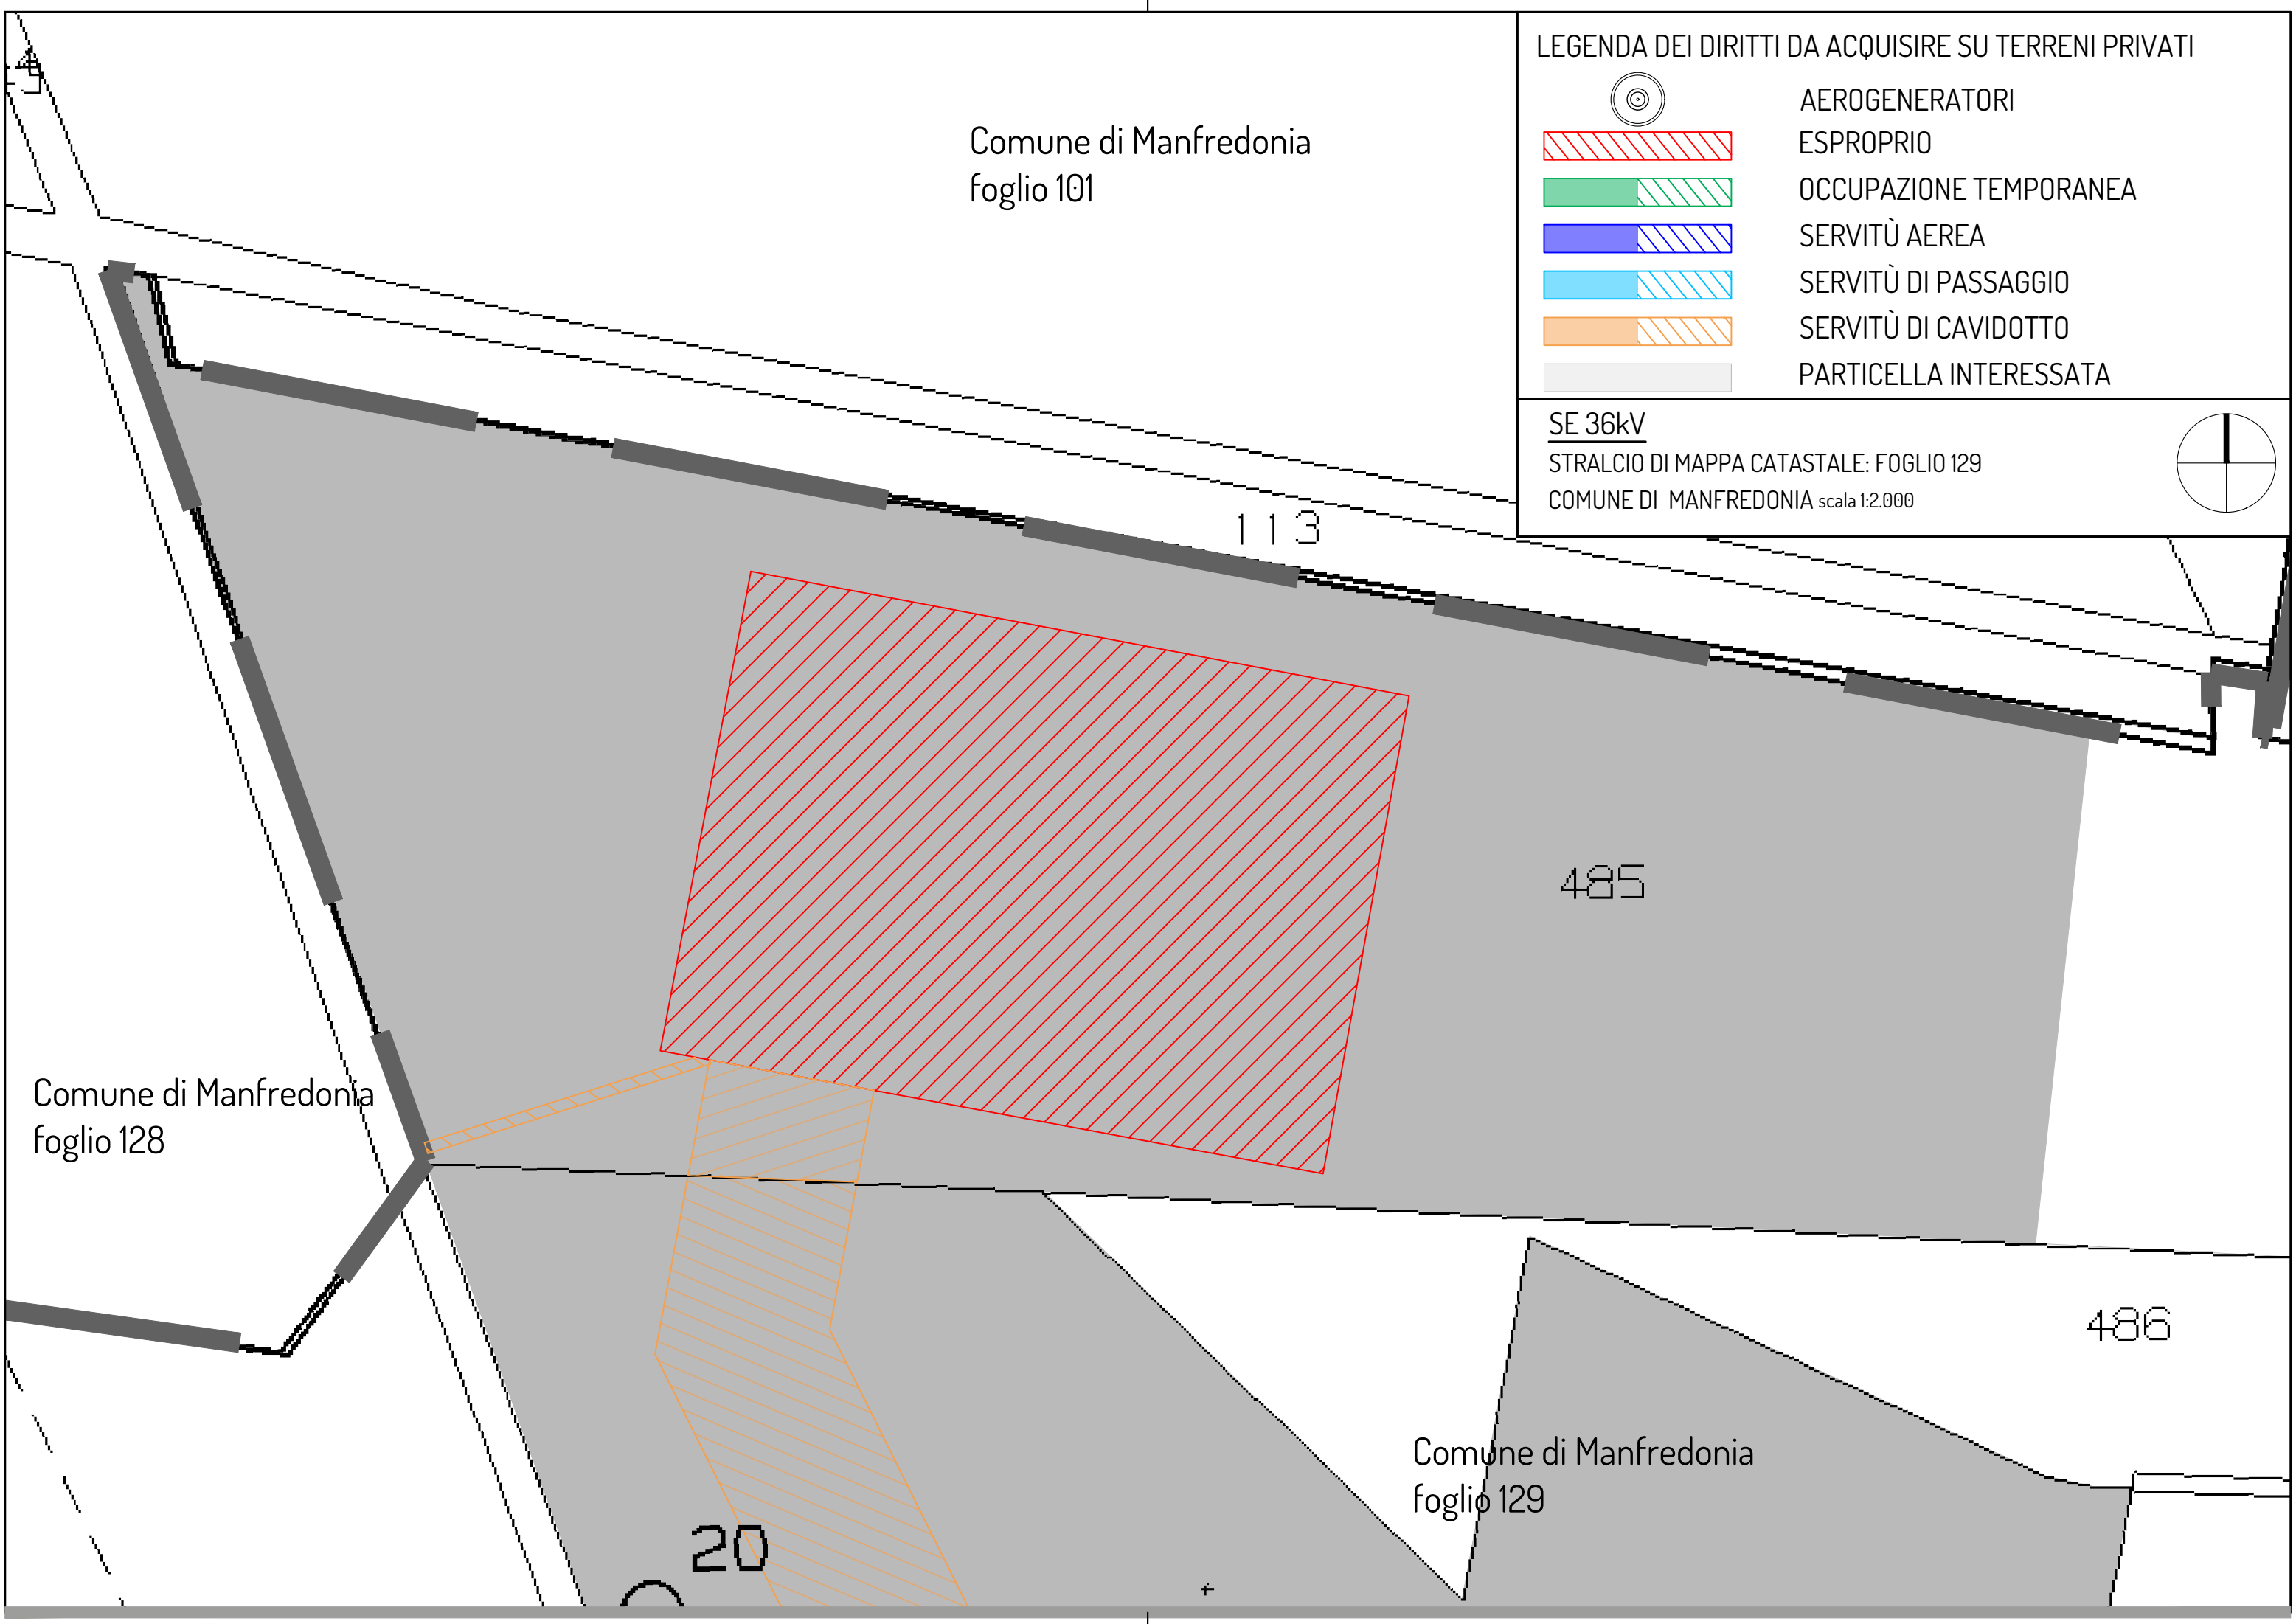 Comune di Manfredonia
foglio 101
LEGENDA DEI DIRITTI DA ACQUISIRE SU TERRENI PRIVATI
AEROGENERATORI
ESPROPRIO
OCCUPAZIONE TEMPORANEA
SERVITÙ AEREA
SERVITÙ DI PASSAGGIO
SERVITÙ DI CAVIDOTTO
PARTICELLA INTERESSATA
SE 36kV
STRALCIO DI MAPPA CATASTALE: FOGLIO 129
COMUNE DI MANFREDONIA scala 1:2.000
113
485
Comune di Manfredonia
foglio 128
486
Comune di Manfredonia
foglio 129
20